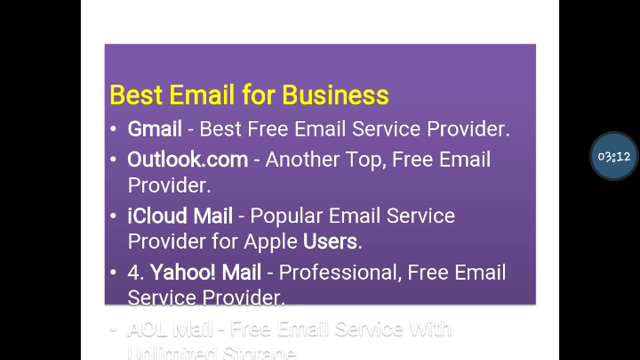 Best Email for Business
• Gmail - Best Free Email Service Provider.
• Outlook.com - Another Top, Free Email
Provider.
• iCloud Mail - Popular Email Service
Provider for Apple Users.
• 4. Yahoo! Mail - Professional, Free Email
Service Provider.
• AOL Mail - Free Email Service With
Unlimited Storage
03:12